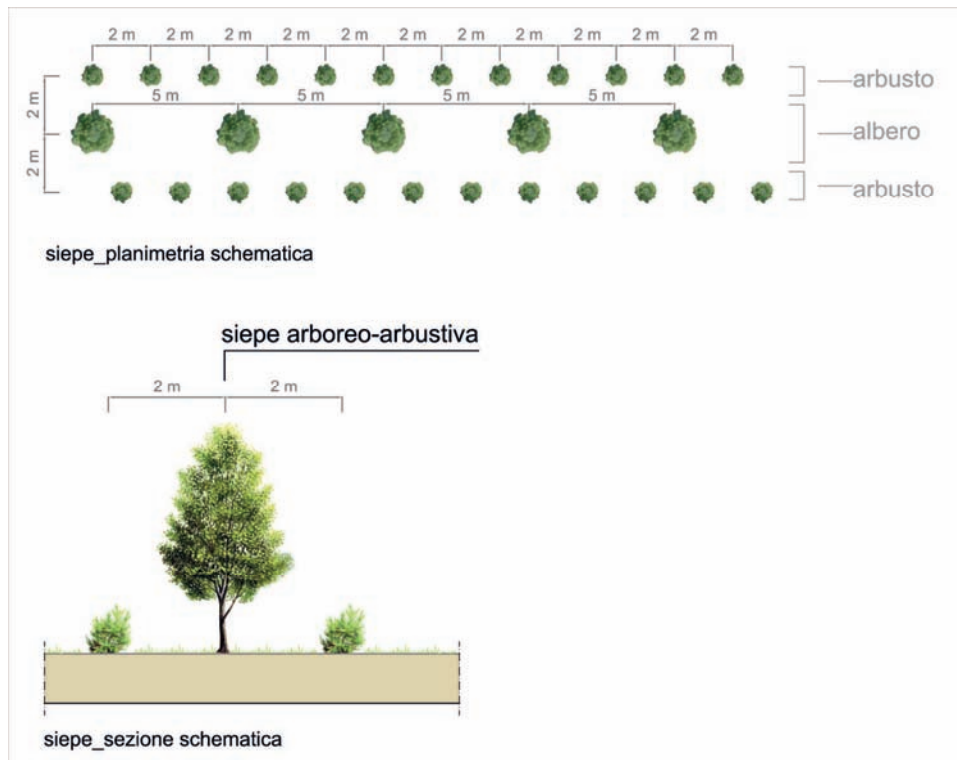 2 m 2 m 2 m 2 m 2 m 2 m 2 m 2 m 2 m 2 m 2 m
arbusto
2 m
5 m 5 m 5 m 5 m
albero
2 m
arbusto
siepe_planimetria schematica
siepe arboreo-arbustiva
2 m 2 m
siepe_sezione schematica